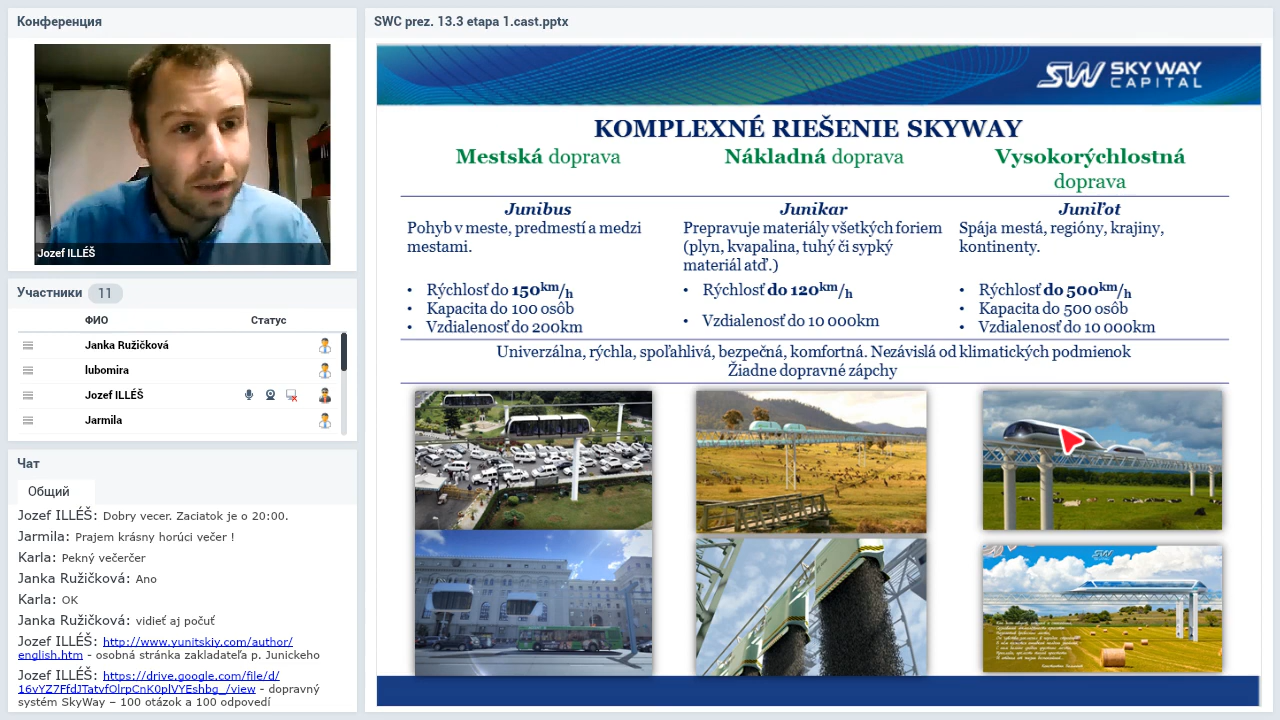 Конференция
Jozef ILLÉŠ
Участники 11
ФИО Статус
Janka Ružičková
lubomira
Jozef ILLÉŠ
Jarmila
Чат
Общий
Jozef ILLÉŠ: Dobry vecer. Zaciatok je o 20:00.
Jarmila: Prajem krásny horúci večer !
Karla: Pekný večerčer
Janka Ružičková: Ano
Karla: OK
Janka Ružičková: vidieť aj počuť
Jozef ILLÉŠ: http://www.yunitskiy.com/author/
english.htm - osobná stránka zakladateľa p. Junického
Jozef ILLÉŠ: https://drive.google.com/file/d/
16vYZ7FfdJTatvfOlrpCnK0plVYEshbg_/view - dopravný
systém SkyWay – 100 otázok a 100 odpovedí
SWC prez. 13.3 etapa 1.cast.pptx
SW SKY WAY
CAPITAL
KOMPLEXNÉ RIEŠENIE SKYWAY
Mestská doprava
Nákladná doprava
Vysokorýchlostná
doprava
Junibus
Pohyb v meste, predmestí a medzi
mestami.
• Rýchlosť do 150km/h
• Kapacita do 100 osôb
• Vzdialenosť do 200km
Junikar
Prepravuje materiály všetkých foriem
(plyn, kvapalina, tuhý či sypký
materiál atď.)
• Rýchlosť do 120km/h
• Vzdialenosť do 10 000km
Juniľot
Spája mestá, regióny, krajiny,
kontinenty.
• Rýchlosť do 500km/h
• Kapacita do 500 osôb
• Vzdialenosť do 10 000km
Univerzálna, rýchla, spoľahlivá, bezpečná, komfortná. Nezávislá od klimatických podmienok
Žiadne dopravné zápchy